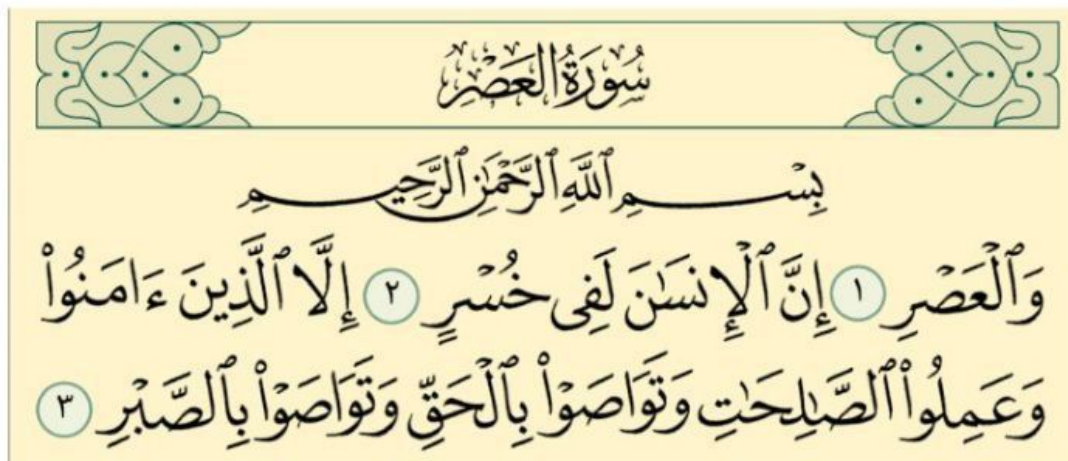 سُورَةُ العَصۡرِ
بِسۡمِ ٱللَّهِ ٱلرَّحۡمَٰنِ ٱلرَّحِيمِ
وَٱلۡعَصۡرِ ١ إِنَّ ٱلۡإِنسَٰنَ لَفِي خُسۡرٍ ٢ إِلَّا ٱلَّذِينَ ءَامَنُواْ
وَعَمِلُواْ ٱلصَّٰلِحَٰتِ وَتَوَاصَوۡاْ بِٱلۡحَقِّ وَتَوَاصَوۡاْ بِٱلصَّبۡرِ ٣